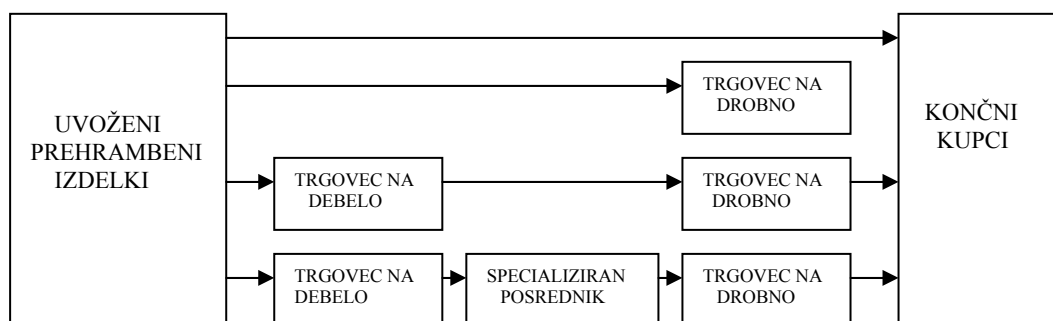 UVOŽENI
PREHRAMBENI
IZDELKI
TRGOVEC NA
DROBNO
TRGOVEC NA
DEBELO
TRGOVEC NA
DROBNO
TRGOVEC NA
DEBELO
SPECIALIZIRAN
POSREDNIK
TRGOVEC NA
DROBNO
KONČNI
KUPCI